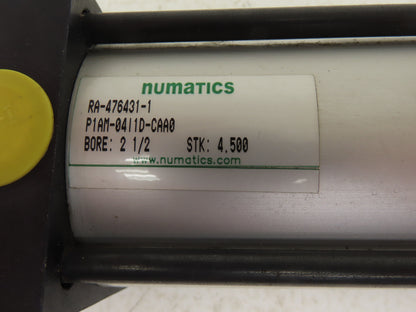 numatics
RA-476431-1
P1AM-04I1D-CAA0
BORE: 2 1/2 STK: 4.500
www.numatics.com